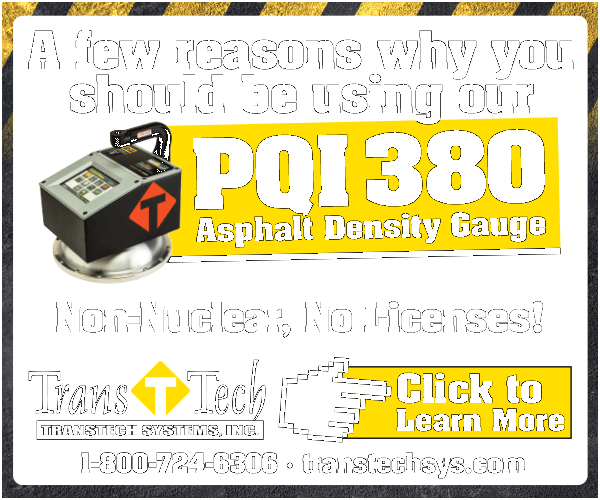 A few reasons why you
should be using our
PQI 380
Asphalt Density Gauge
T
Non-Nuclear, No Licenses!
Trans T Tech
TRANSTECH SYSTEMS, INC.
Click to
Learn More
1-800-724-6306 • transtechsys.com